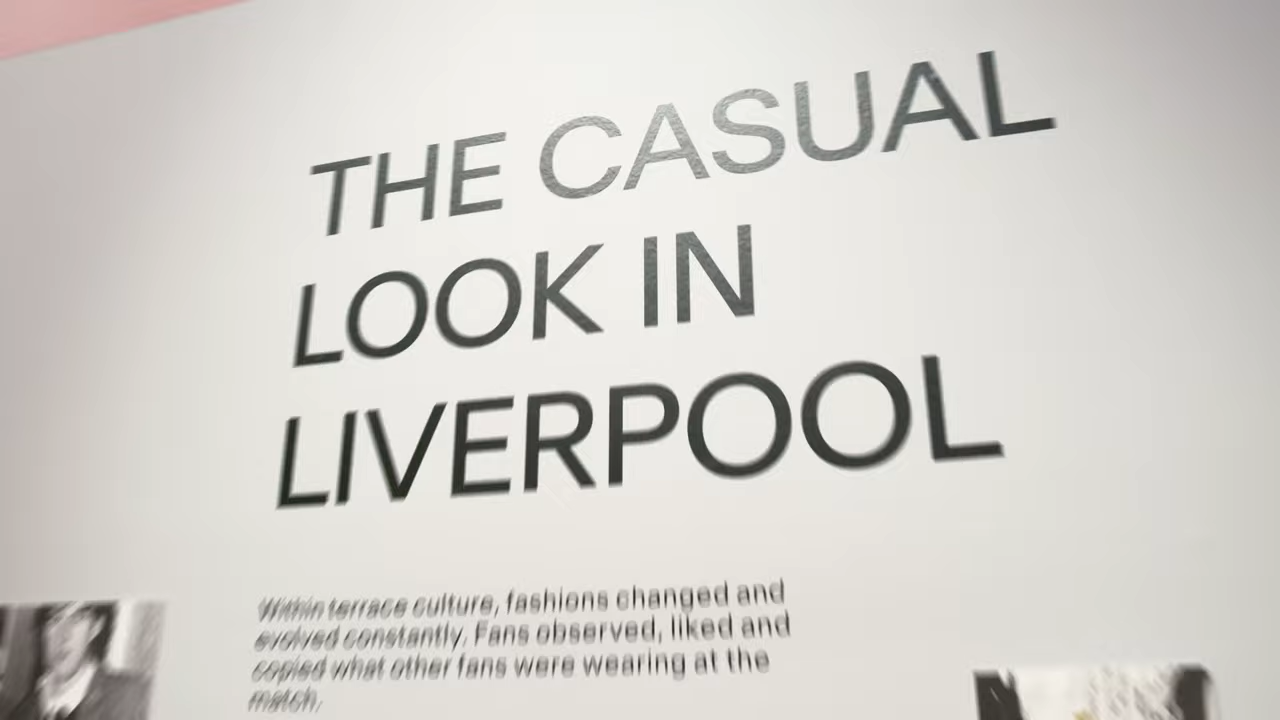 THE CASUAL
LOOK IN
LIVERPOOL
Within terrace culture, fashions changed and
evolved constantly. Fans observed, liked and
copied what other fans were wearing at the
match.